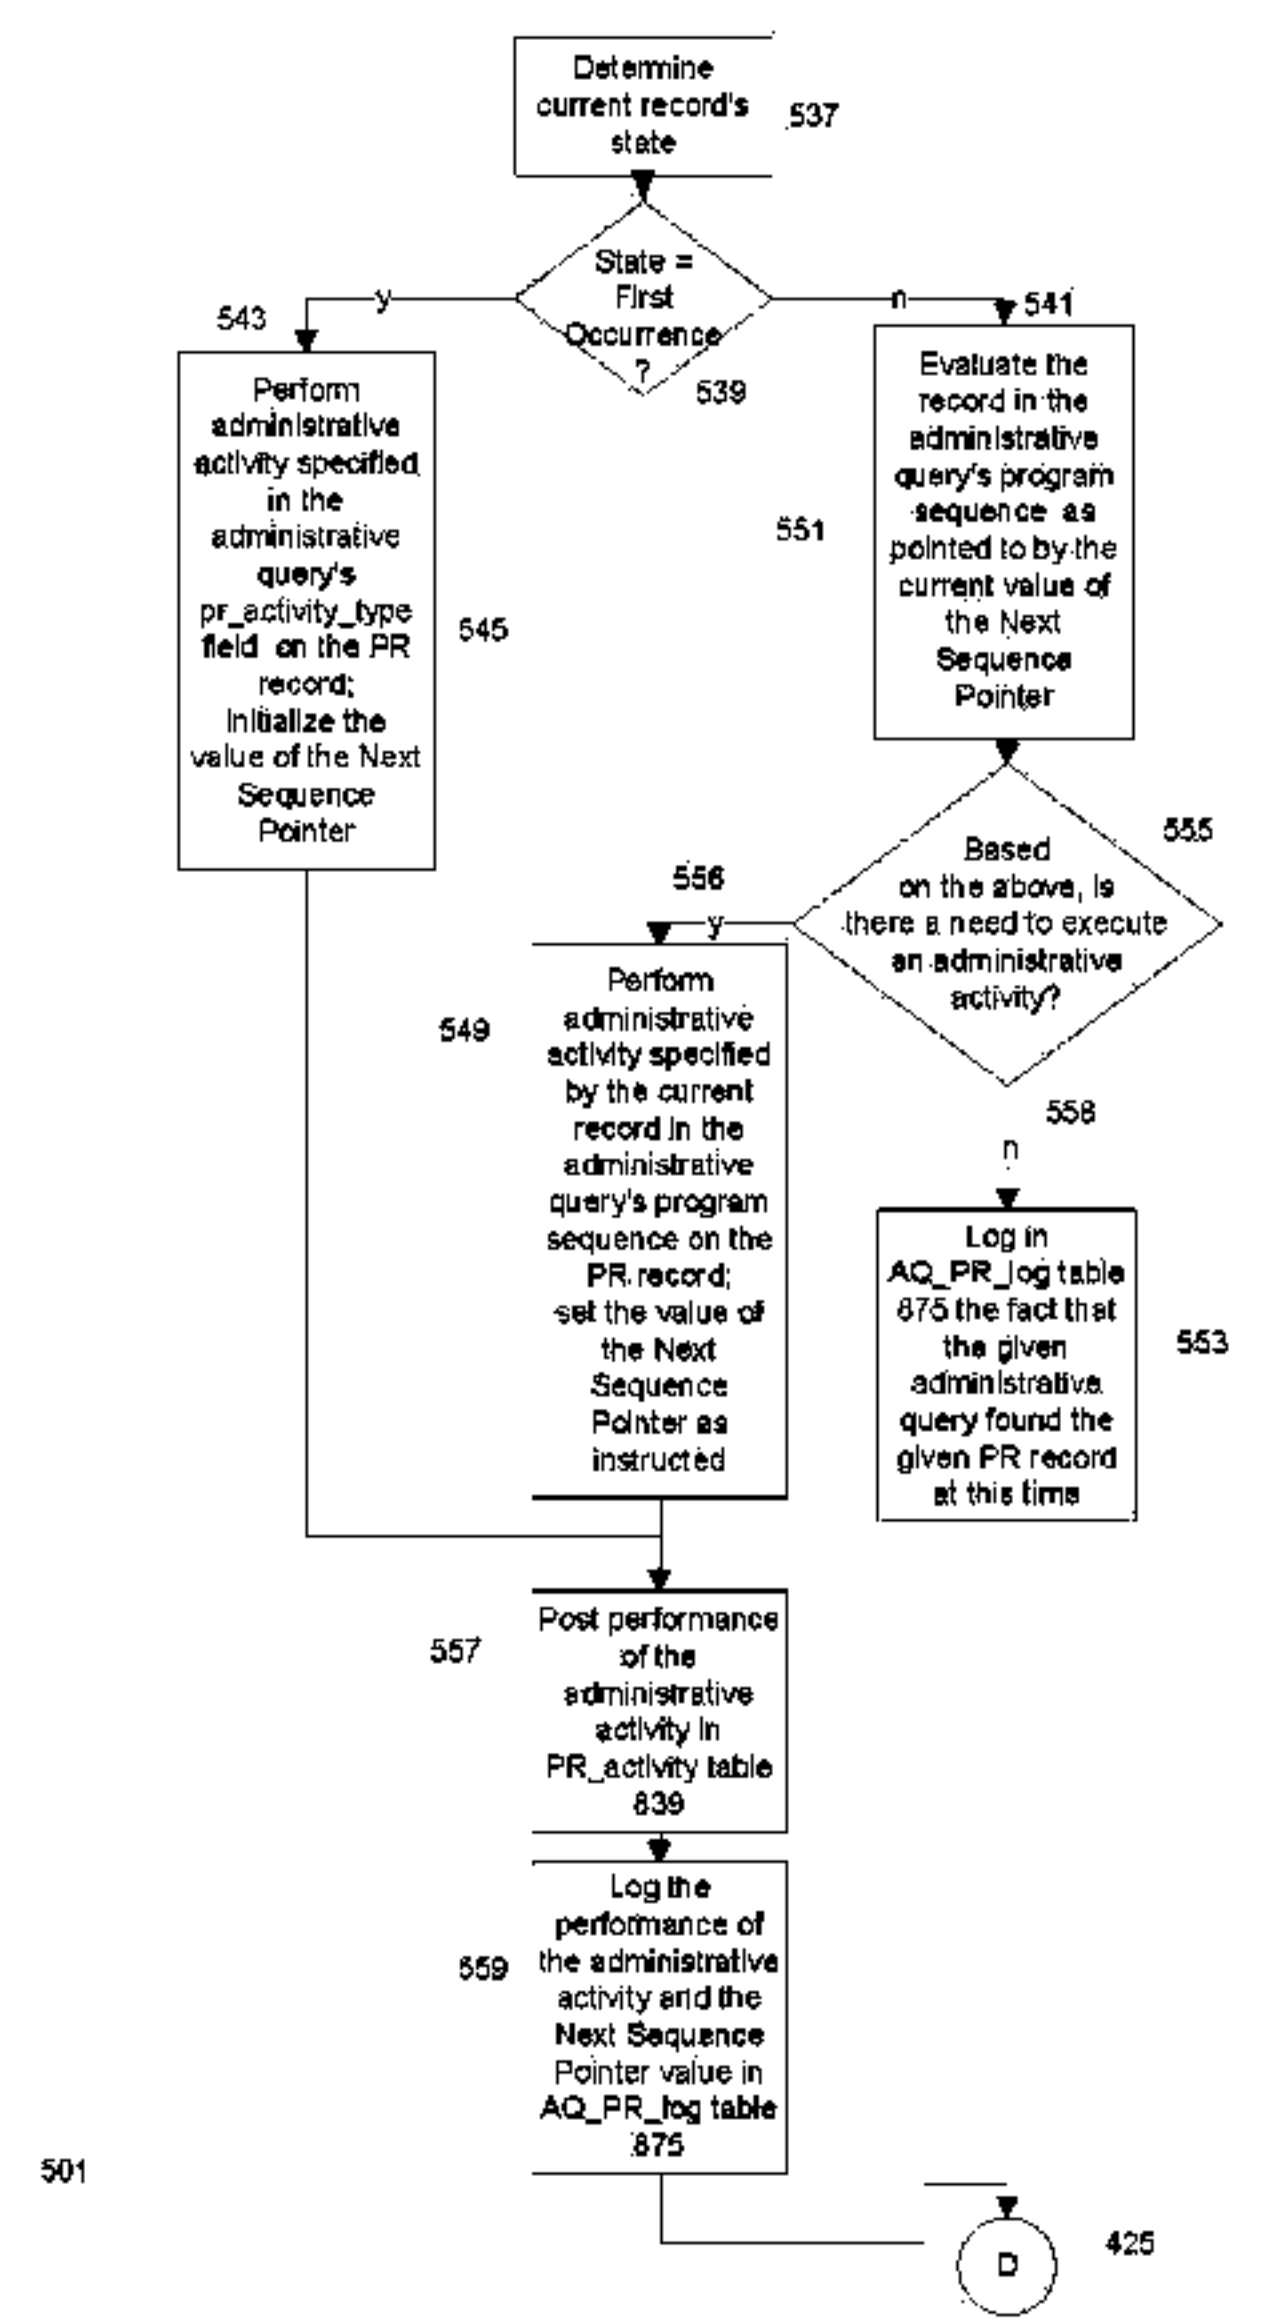 Determine
current record's
state
537
State =
First
Occurrence
?
539
y
n
543
541
Perform
administrative
activity specified
in the
administrative
query's
pr_activity_type
field on the PR
record;
Initialize the
value of the Next
Sequence
Pointer
545
Evaluate the
record in the
administrative
query's program
sequence as
pointed to by the
current value of
the Next
Sequence
Pointer
551
Based
on the above, is
there a need to execute
an administrative
activity?
555
556
y
558
n
Perform
administrative
activity specified
by the current
record in the
administrative
query's program
sequence on the
PR record;
set the value of
the Next
Sequence
Pointer as
instructed
549
Log in
AQ_PR_log table
875 the fact that
the given
administrative
query found the
given PR record
at this time
553
Post performance
of the
administrative
activity in
PR_activity table
839
557
Log the
performance of
the administrative
activity and the
Next Sequence
Pointer value in
AQ_PR_log table
875
559
501
D
425